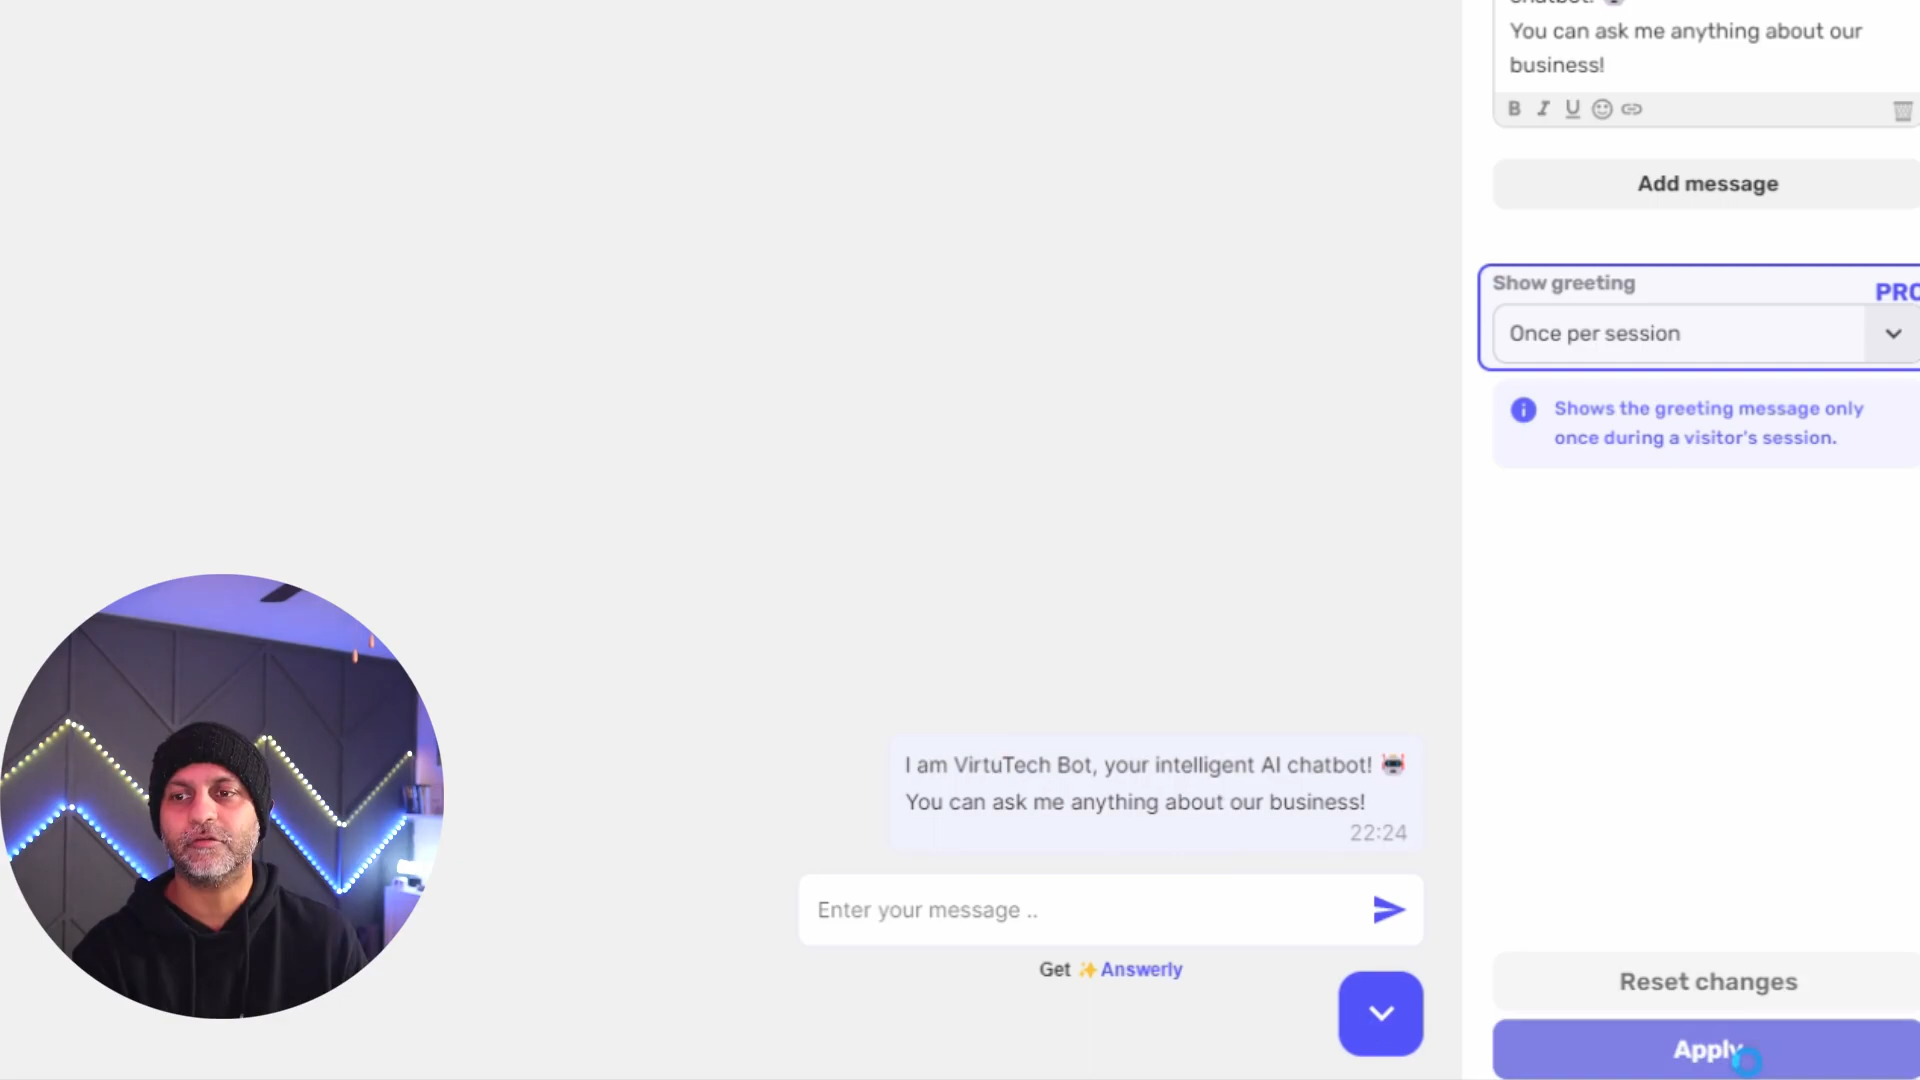 You can ask me anything about our
business!
B I U
Add message
Show greeting
Once per session
Shows the greeting message only
once during a visitor's session.
I am VirtuTech Bot, your intelligent AI chatbot!
You can ask me anything about our business!
22:24
Enter your message ..
Get Answerly
Reset changes
Apply